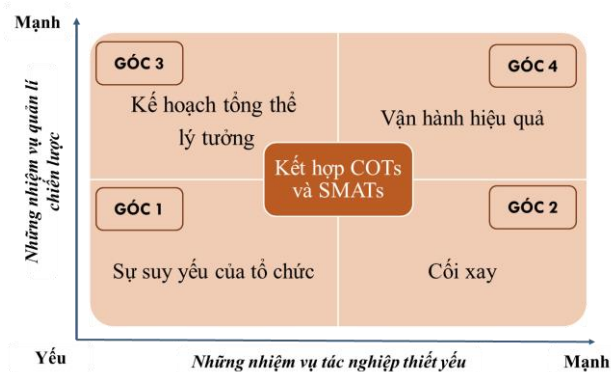 Mạnh
Những nhiệm vụ quản lí
chiến lược
GÓC 3
Kế hoạch tổng thể
lý tưởng
GÓC 4
Vận hành hiệu quả
Kết hợp COTs
và SMATs
GÓC 1
Sự suy yếu của tổ chức
GÓC 2
Cối xay
Yếu
Những nhiệm vụ tác nghiệp thiết yếu
Mạnh